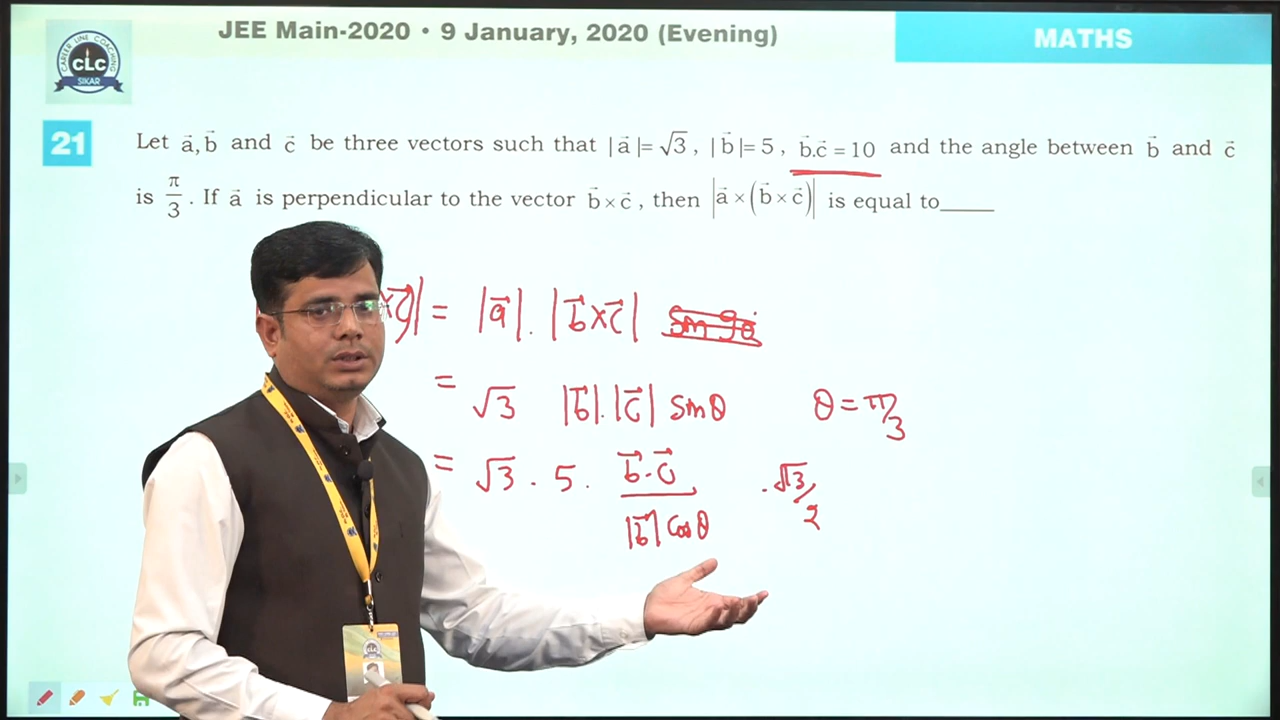 JEE Main-2020 • 9 January, 2020 (Evening)
MATHS
CAREER LINE COACHING
CLC
SIKAR
21
Let a⃗, b⃗ and c⃗ be three vectors such that |a⃗|= √3, |b⃗|= 5, b⃗.c⃗ = 10 and the angle between b⃗ and c⃗
is π/3. If a⃗ is perpendicular to the vector b⃗ × c⃗, then |a⃗ × (b⃗ × c⃗)| is equal to_____
×c⃗)| = |a⃗| . |b⃗×c⃗| sin 90
= √3 |b⃗|.|c⃗| sinθ θ = π/3
= √3 . 5 . b⃗.c⃗ / |b⃗| cosθ . √3/2
CLC